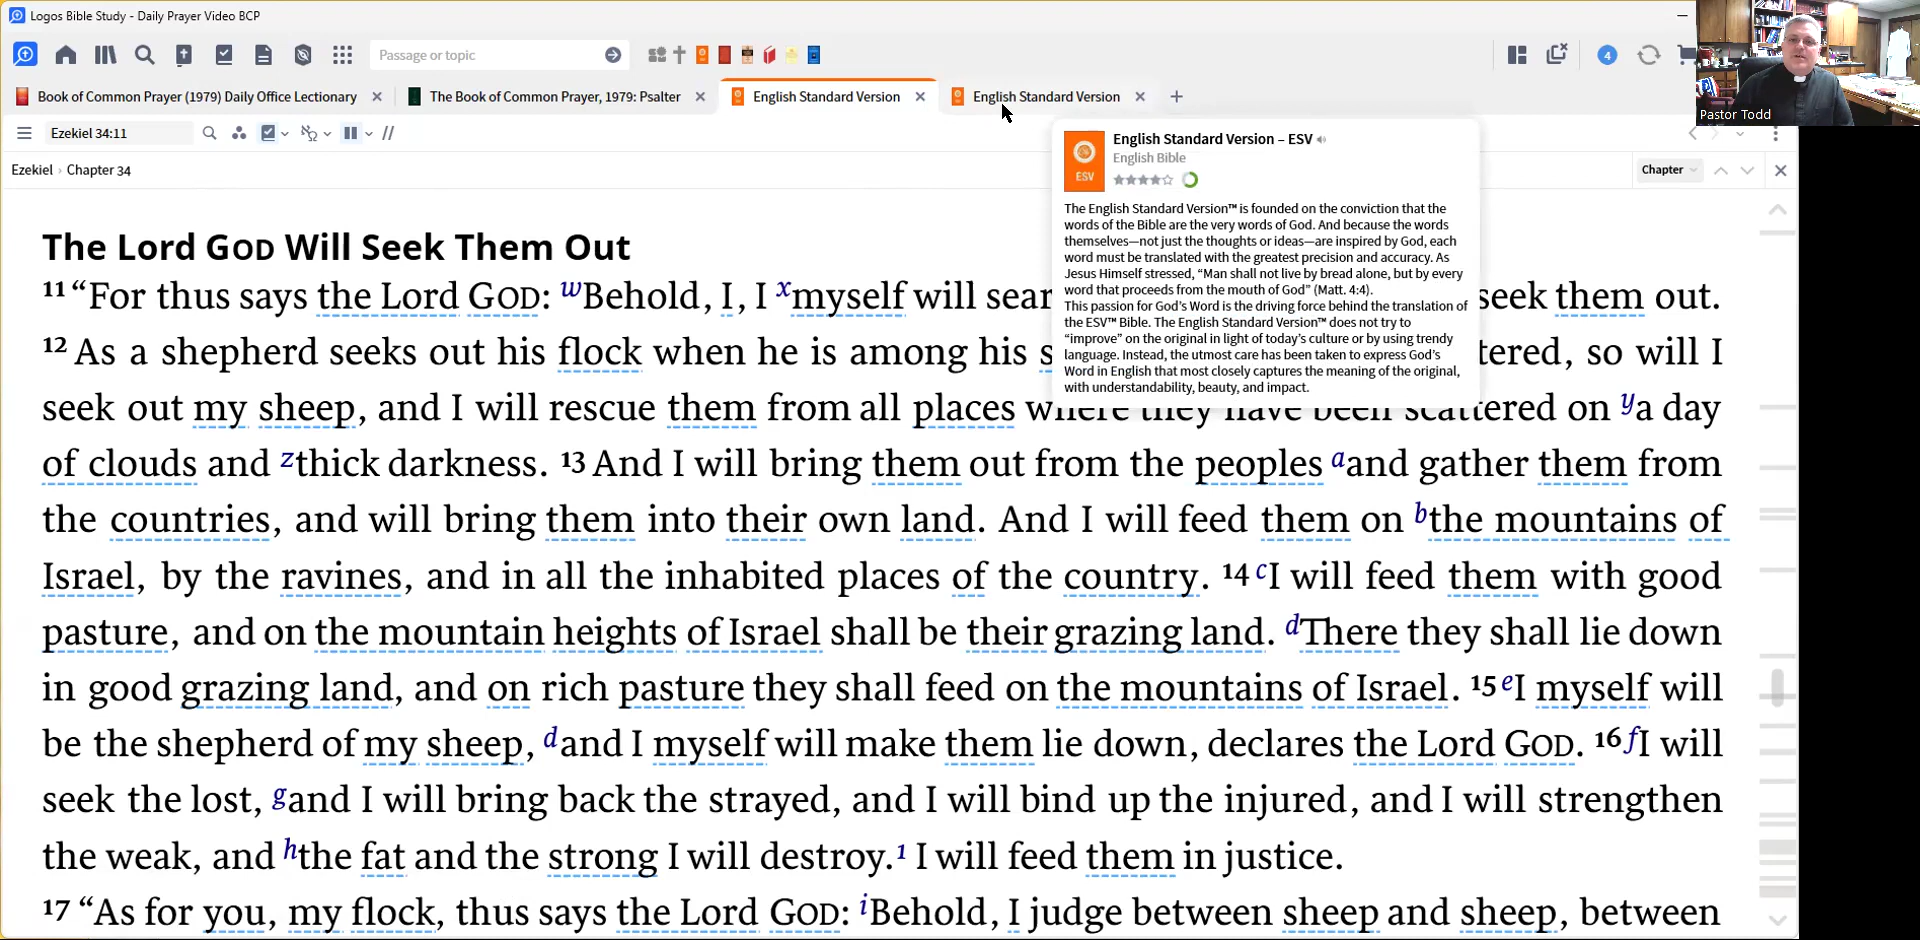 Logos Bible Study - Daily Prayer Video BCP
Passage or topic
4
Pastor Todd
Book of Common Prayer (1979) Daily Office Lectionary
The Book of Common Prayer, 1979: Psalter
English Standard Version
English Standard Version
Ezekiel 34:11
Ezekiel › Chapter 34
Chapter
English Standard Version – ESV
English Bible
ESV
The English Standard Version™ is founded on the conviction that the
words of the Bible are the very words of God. And because the words
themselves—not just the thoughts or ideas—are inspired by God, each
word must be translated with the greatest precision and accuracy. As
Jesus Himself stressed, “Man shall not live by bread alone, but by every
word that proceeds from the mouth of God” (Matt. 4:4).
This passion for God’s Word is the driving force behind the translation of
the ESV™ Bible. The English Standard Version™ does not try to
“improve” on the original in light of today’s culture or by using trendy
language. Instead, the utmost care has been taken to express God’s
Word in English that most closely captures the meaning of the original,
with understandability, beauty, and impact.
The Lord GOD Will Seek Them Out
11 “For thus says the Lord GOD: w Behold, I, I x myself will sear seek them out.
12 As a shepherd seeks out his flock when he is among his s tered, so will I
seek out my sheep, and I will rescue them from all places where they have been scattered on y a day
of clouds and z thick darkness. 13 And I will bring them out from the peoples a and gather them from
the countries, and will bring them into their own land. And I will feed them on b the mountains of
Israel, by the ravines, and in all the inhabited places of the country. 14 c I will feed them with good
pasture, and on the mountain heights of Israel shall be their grazing land. d There they shall lie down
in good grazing land, and on rich pasture they shall feed on the mountains of Israel. 15 e I myself will
be the shepherd of my sheep, d and I myself will make them lie down, declares the Lord GOD. 16 f I will
seek the lost, g and I will bring back the strayed, and I will bind up the injured, and I will strengthen
the weak, and h the fat and the strong I will destroy. 1 I will feed them in justice.
17 “As for you, my flock, thus says the Lord GOD: i Behold, I judge between sheep and sheep, between